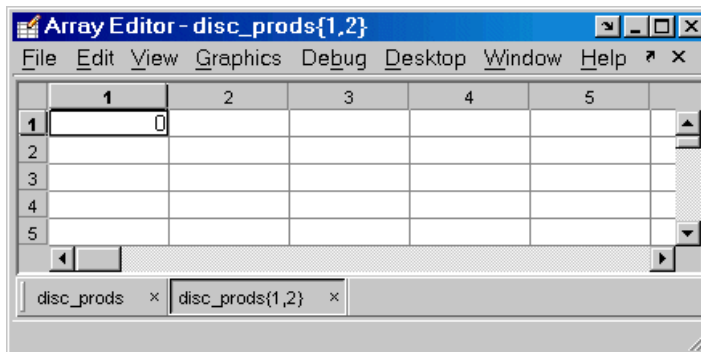 Array Editor - disc_prods{1,2}
File Edit View Graphics Debug Desktop Window Help
1 2 3 4 5
1 0
2
3
4
5
disc_prods × disc_prods{1,2} ×